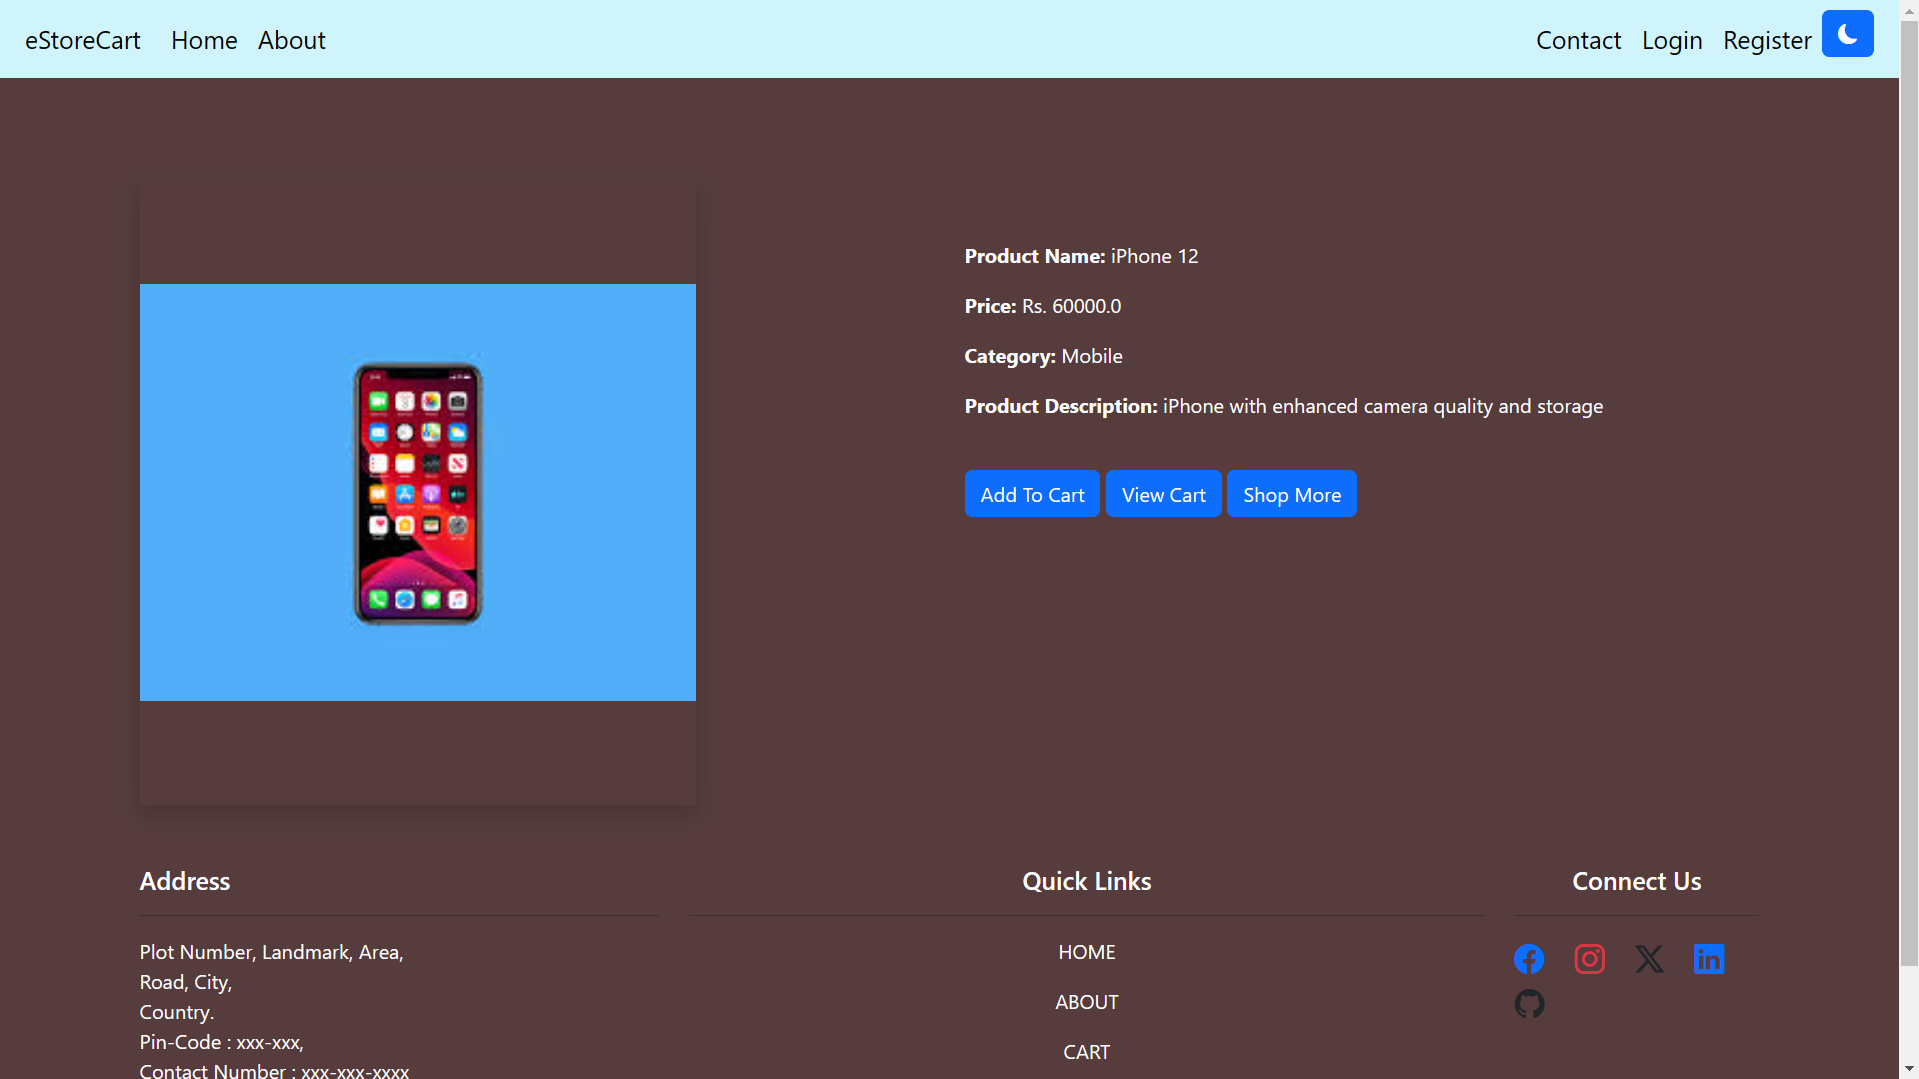 eStoreCart Home About Contact Login Register
Product Name: iPhone 12
Price: Rs. 60000.0
Category: Mobile
Product Description: iPhone with enhanced camera quality and storage
Add To Cart View Cart Shop More
Address
Plot Number, Landmark, Area,
Road, City,
Country.
Pin-Code : xxx-xxx,
Contact Number : xxx-xxx-xxxx
Quick Links
HOME
ABOUT
CART
Connect Us